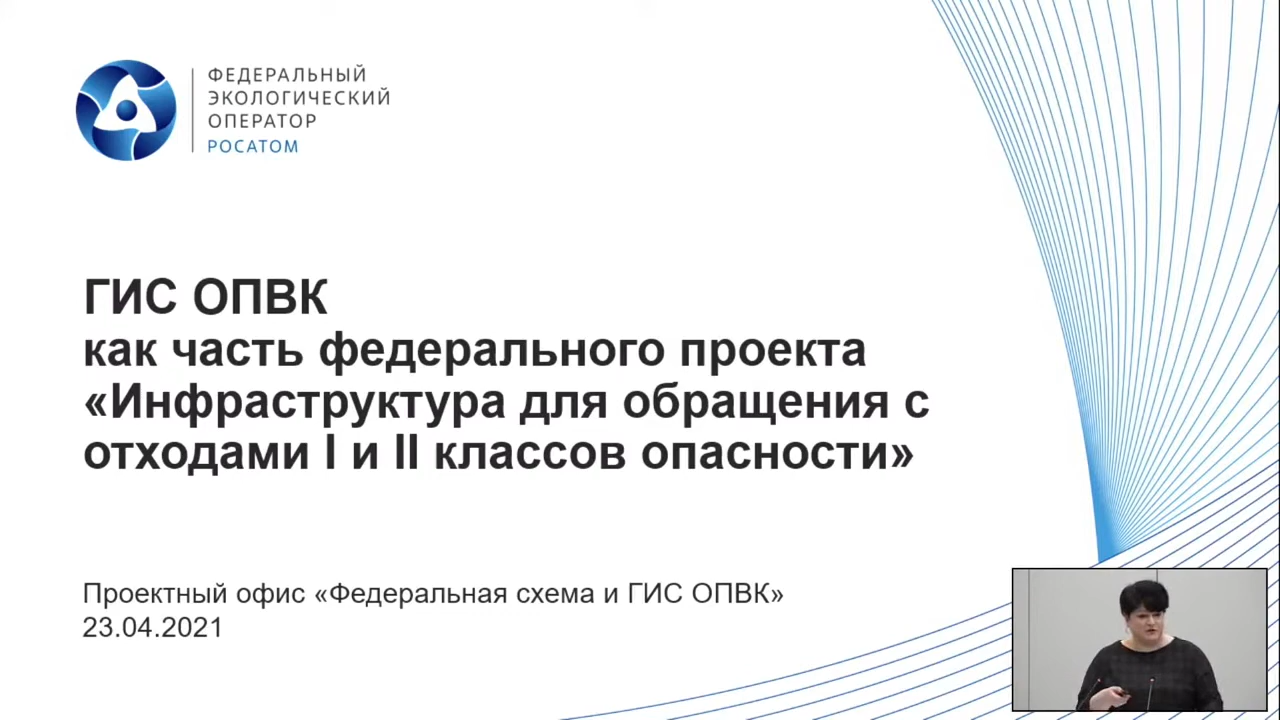 ФЕДЕРАЛЬНЫЙ
ЭКОЛОГИЧЕСКИЙ
ОПЕРАТОР
РОСАТОМ
ГИС ОПВК
как часть федерального проекта
«Инфраструктура для обращения с
отходами I и II классов опасности»
Проектный офис «Федеральная схема и ГИС ОПВК»
23.04.2021